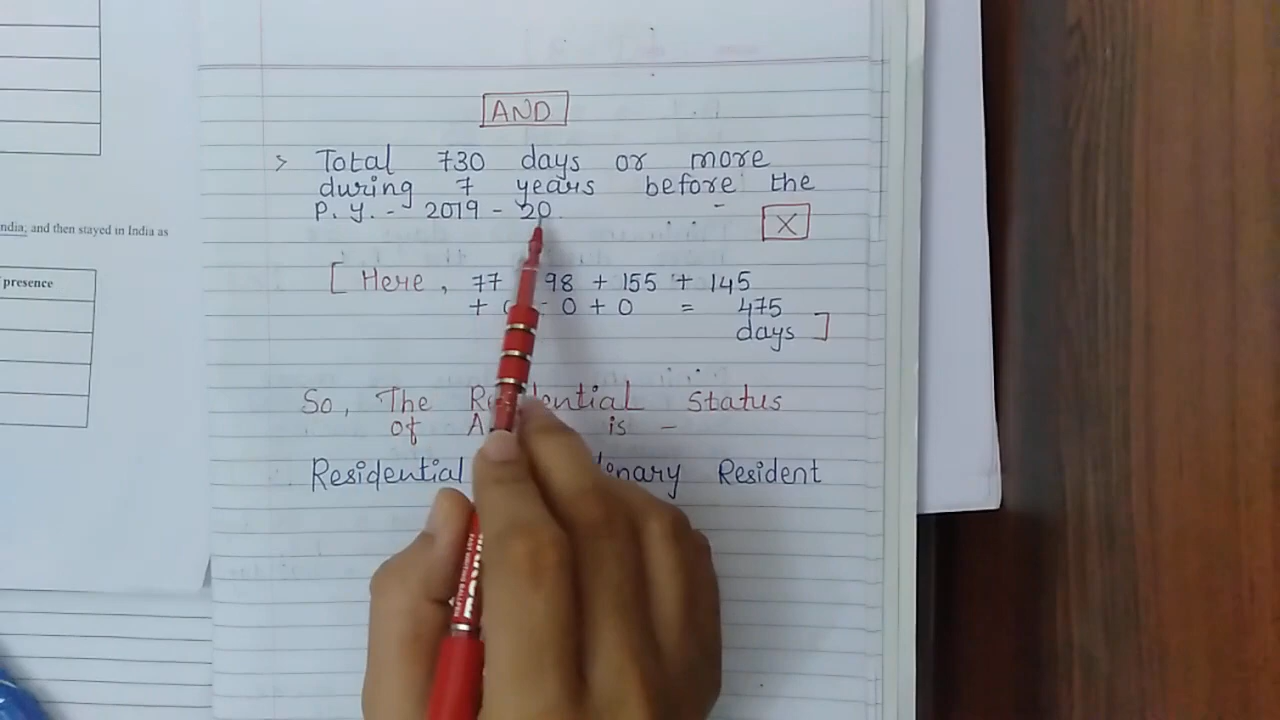 AND
> Total 730 days or more
during 7 years before the
P.Y. - 2019 - 20
X
[ Here, 77 98 + 155 + 145
+ 0 + 0 = 475
days ]
So, The Residential Status
of is -
Residential Resident
ndia; and then stayed in India as
presence